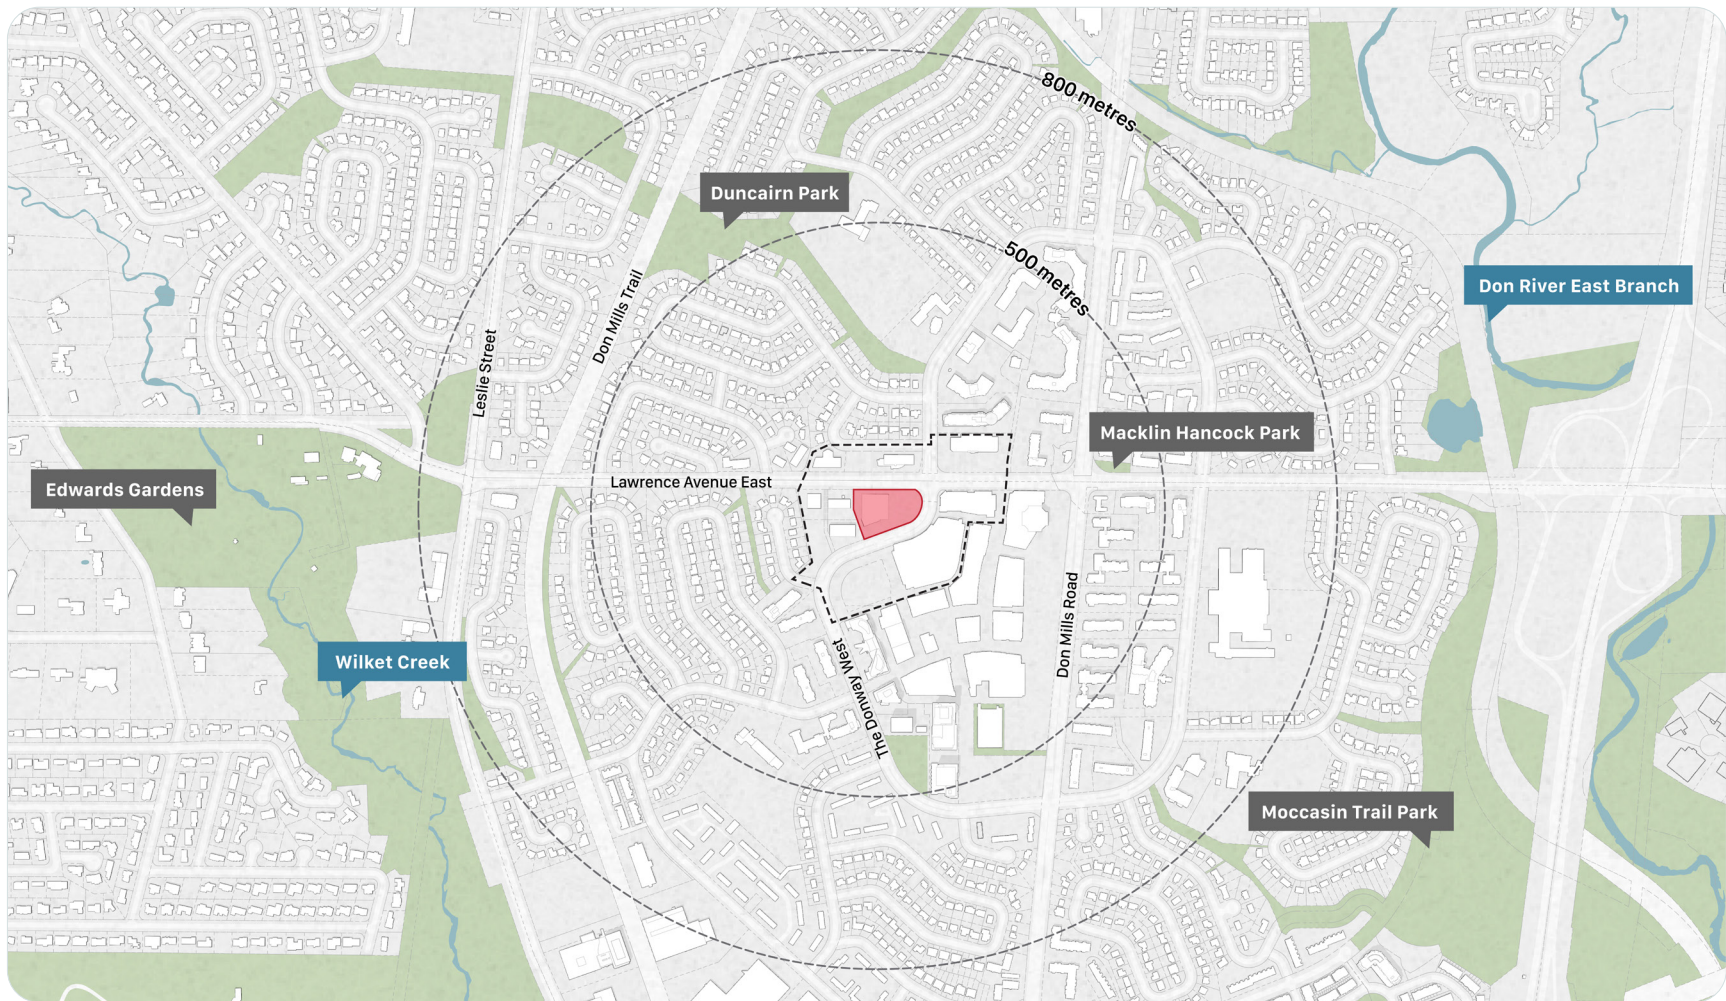 800 metres
Duncairn Park
500 metres
Don River East Branch
Don Mills Trail
Leslie Street
Macklin Hancock Park
Lawrence Avenue East
Edwards Gardens
Don Mills Road
Wilket Creek
The Donway West
Moccasin Trail Park